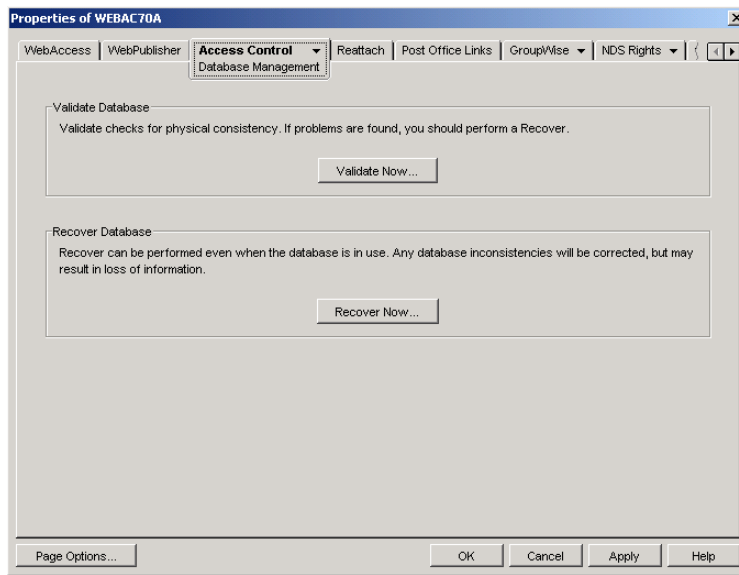 Properties of WEBAC70A
WebAccess WebPublisher Access Control Reattach Post Office Links GroupWise NDS Rights
Database Management
Validate Database
Validate checks for physical consistency. If problems are found, you should perform a Recover.
Validate Now...
Recover Database
Recover can be performed even when the database is in use. Any database inconsistencies will be corrected, but may
result in loss of information.
Recover Now...
Page Options... OK Cancel Apply Help